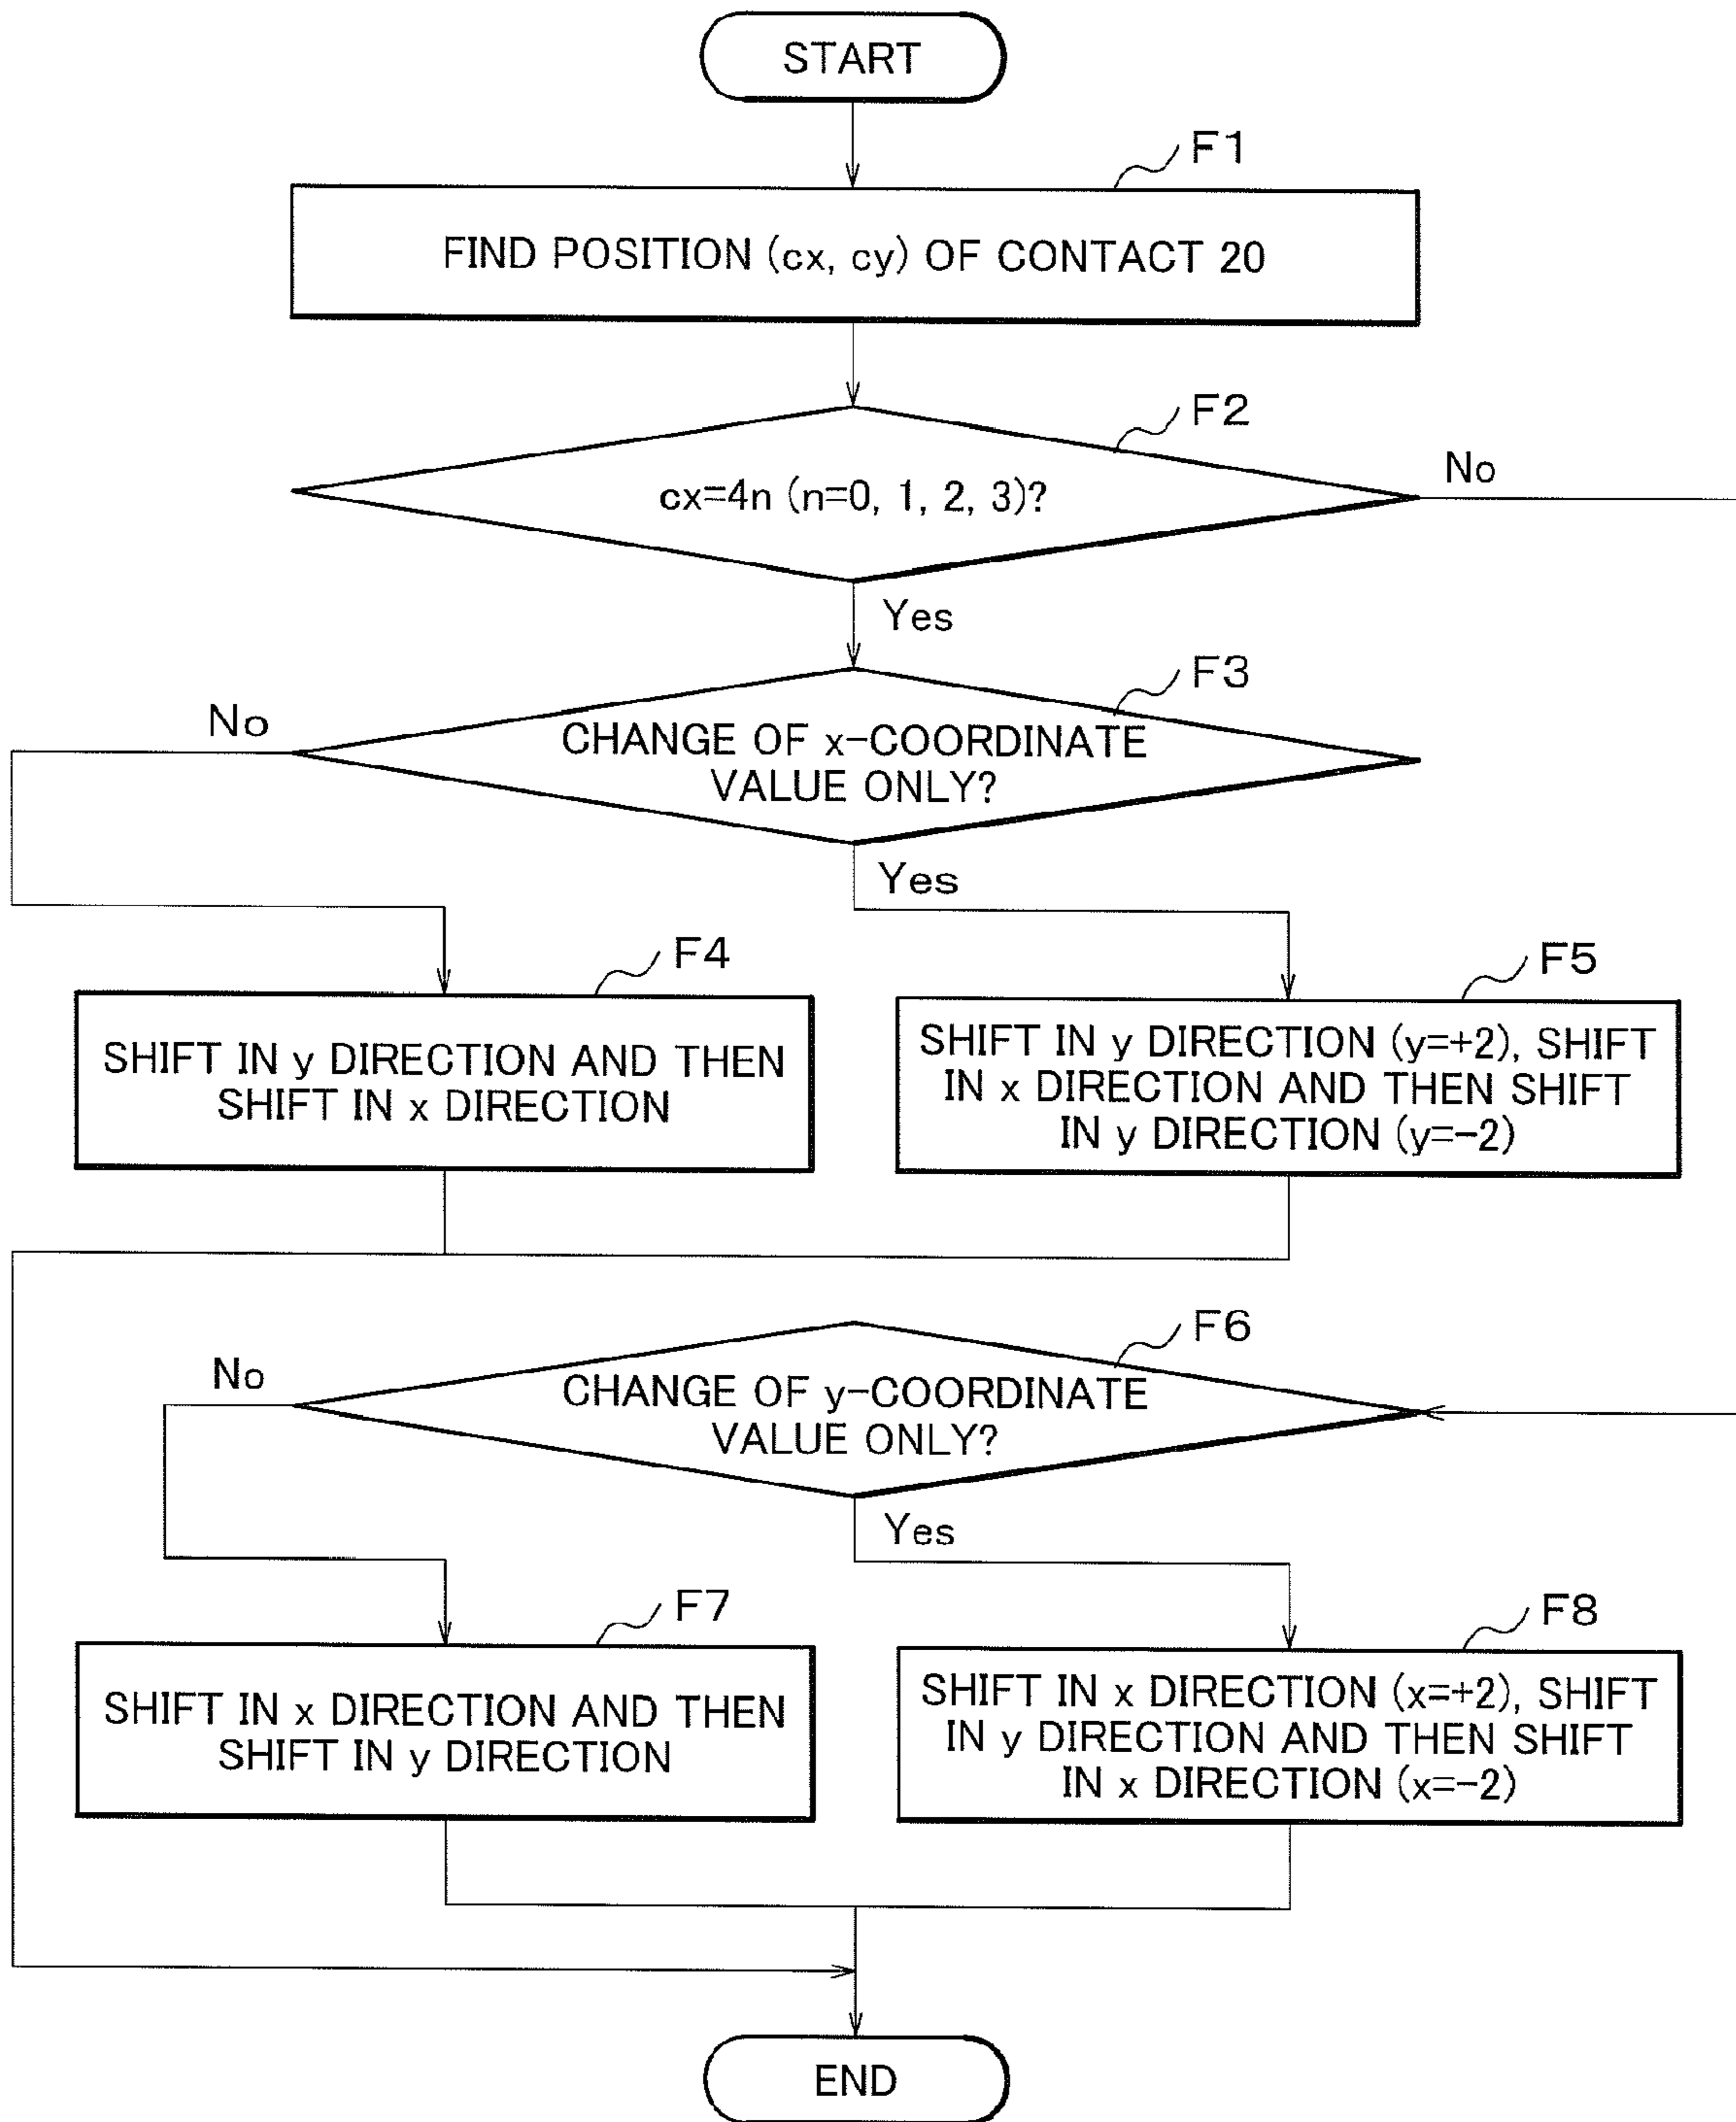 START
F1
FIND POSITION (cx, cy) OF CONTACT 20
F2
cx=4n (n=0, 1, 2, 3)?
No
Yes
F3
No
CHANGE OF x-COORDINATE
VALUE ONLY?
Yes
F4
SHIFT IN y DIRECTION AND THEN
SHIFT IN x DIRECTION
F5
SHIFT IN y DIRECTION (y=+2), SHIFT
IN x DIRECTION AND THEN SHIFT
IN y DIRECTION (y=-2)
F6
No
CHANGE OF y-COORDINATE
VALUE ONLY?
Yes
F7
SHIFT IN x DIRECTION AND THEN
SHIFT IN y DIRECTION
F8
SHIFT IN x DIRECTION (x=+2), SHIFT
IN y DIRECTION AND THEN SHIFT
IN x DIRECTION (x=-2)
END